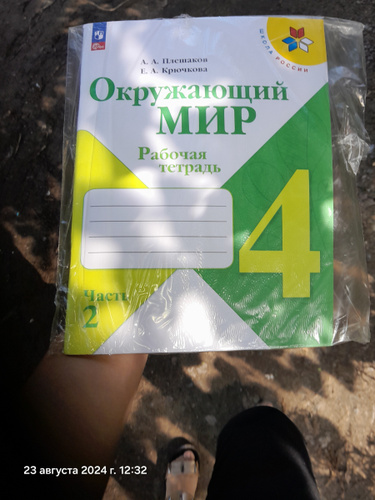 А. А. Плешаков
Е. А. Крючкова
ШКОЛА РОССИИ
Окружающий
МИР
Рабочая
тетрадь
4
Часть
2
23 августа 2024 г. 12:32